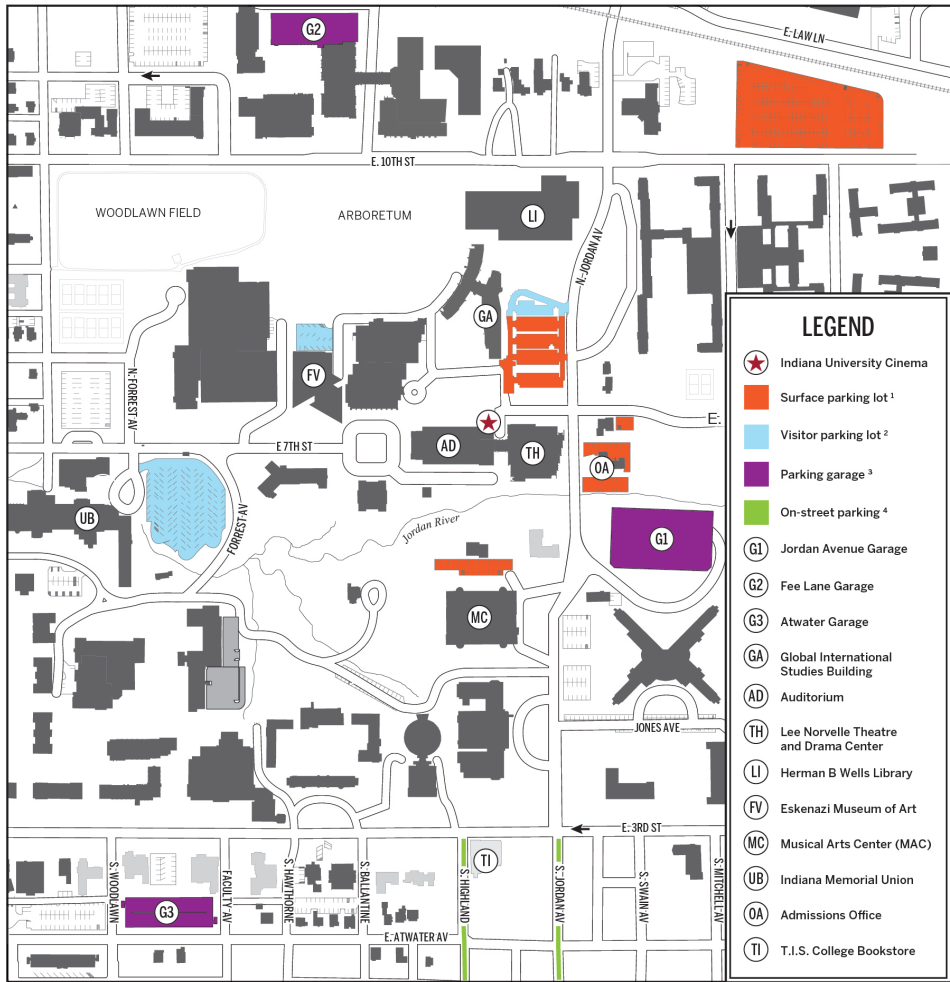 G2
E. LAW LN
E. 10TH ST
WOODLAWN FIELD
ARBORETUM
LI
N. JORDAN AV
GA
FV
N. FORREST AV
E 7TH ST
AD
TH
E.
OA
UB
FORREST AV
Jordan River
G1
MC
JONES AVE
E. 3RD ST
S. WOODLAWN
FACULTY AV
S. HAWTHORNE
S. BALLANTINE
S. HIGHLAND
TI
S. JORDAN AV
S. SWAIN AV
S. MITCHELL AV
G3
E. ATWATER AV
LEGEND
Indiana University Cinema
Surface parking lot ¹
Visitor parking lot ²
Parking garage ³
On-street parking ⁴
G1 Jordan Avenue Garage
G2 Fee Lane Garage
G3 Atwater Garage
GA Global International
Studies Building
AD Auditorium
TH Lee Norvelle Theatre
and Drama Center
LI Herman B Wells Library
FV Eskenazi Museum of Art
MC Musical Arts Center (MAC)
UB Indiana Memorial Union
OA Admissions Office
TI T.I.S. College Bookstore